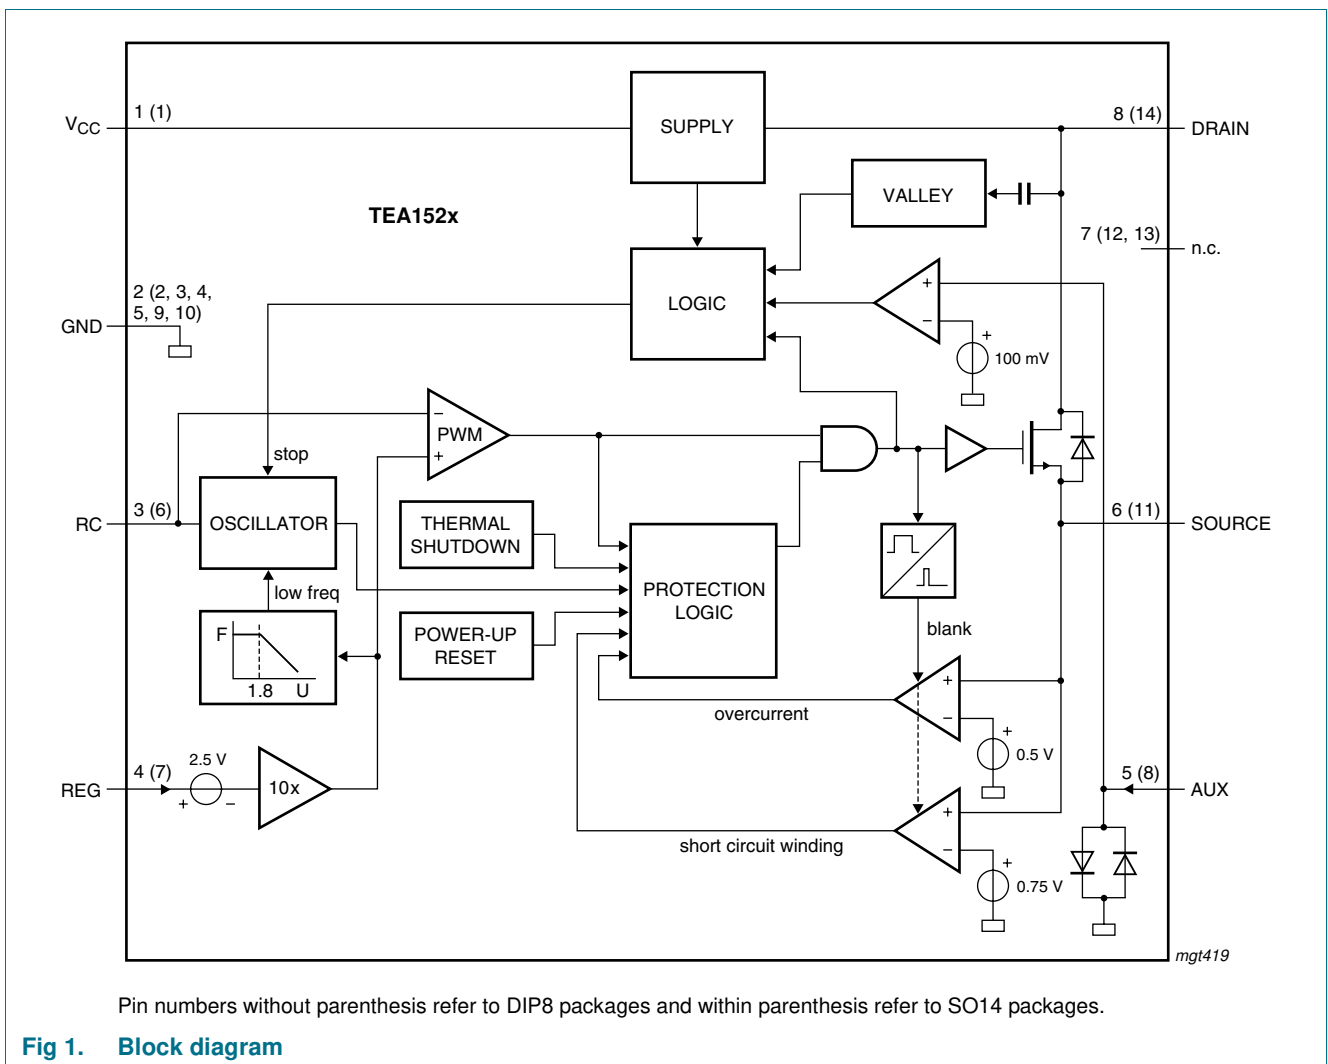 1 (1)
V_CC
SUPPLY
8 (14)
DRAIN
VALLEY
TEA152x
7 (12, 13)
n.c.
2 (2, 3, 4,
5, 9, 10)
GND
LOGIC
+
−
+
100 mV
−
PWM
+
stop
3 (6)
RC
OSCILLATOR
THERMAL
SHUTDOWN
6 (11)
SOURCE
low freq
PROTECTION
LOGIC
F
1.8 U
POWER-UP
RESET
blank
+
−
overcurrent
+
0.5 V
4 (7)
REG
2.5 V
+ −
10x
5 (8)
AUX
+
−
short circuit winding
+
0.75 V
mgt419
Pin numbers without parenthesis refer to DIP8 packages and within parenthesis refer to SO14 packages.
Fig 1. Block diagram